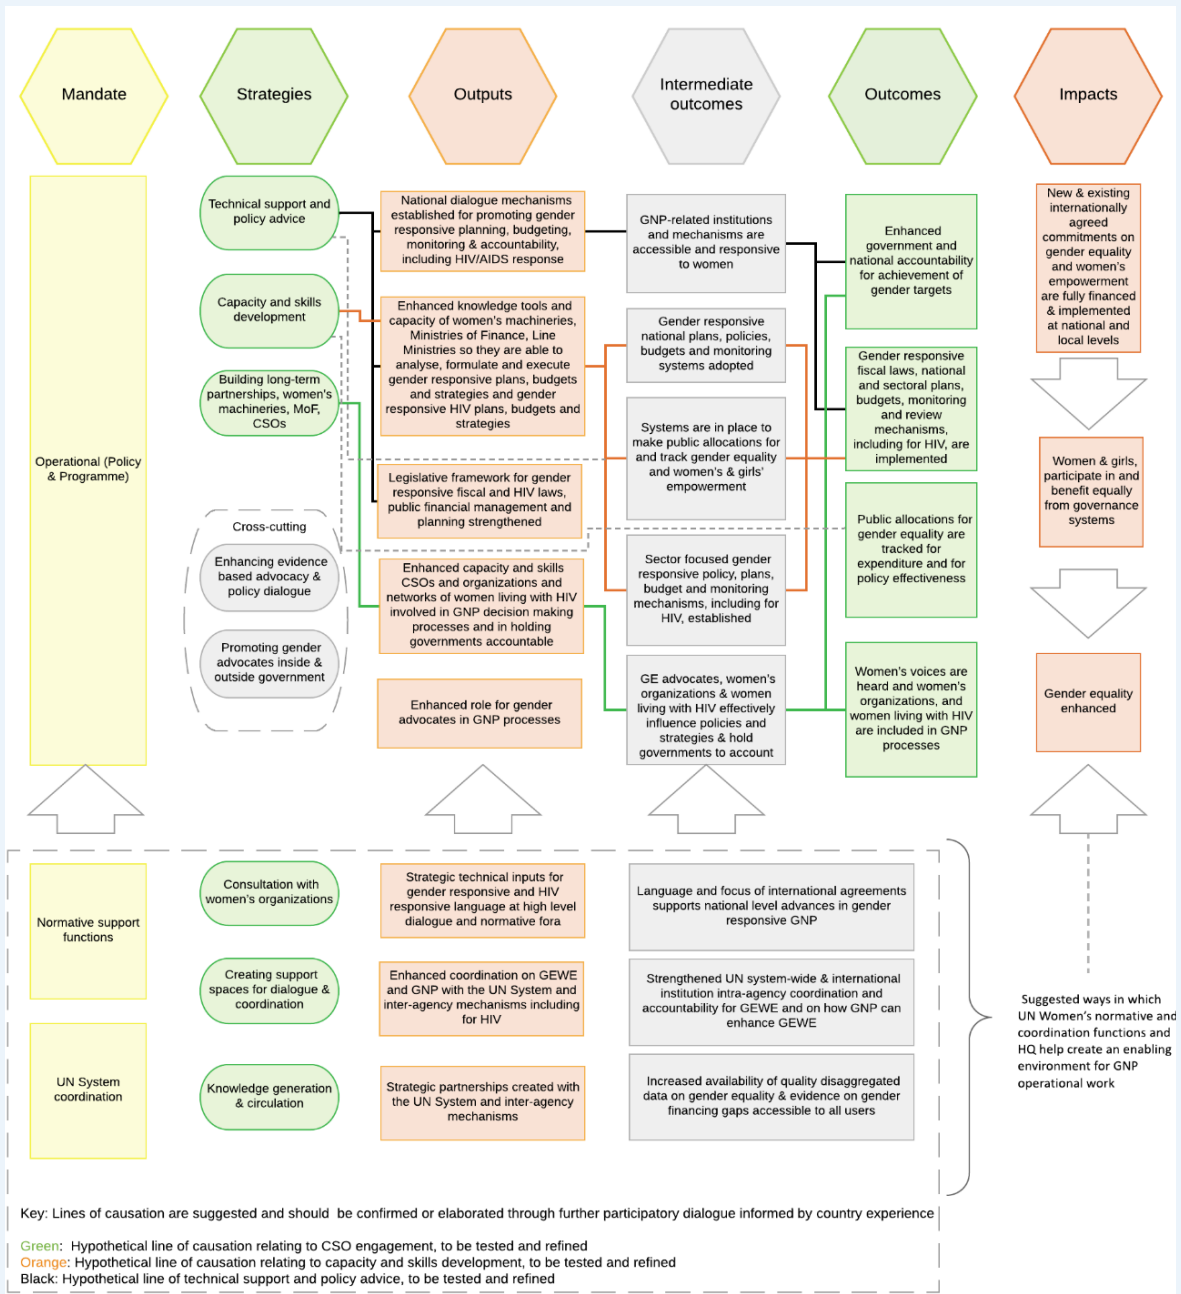 Mandate
Strategies
Outputs
Intermediate
outcomes
Outcomes
Impacts
Operational (Policy
& Programme)
Technical support and
policy advice
Capacity and skills
development
Building long-term
partnerships, women's
machineries, MoF,
CSOs
Cross-cutting
Enhancing evidence
based advocacy &
policy dialogue
Promoting gender
advocates inside &
outside government
National dialogue mechanisms
established for promoting gender
responsive planning, budgeting,
monitoring & accountability,
including HIV/AIDS response
Enhanced knowledge tools and
capacity of women's machineries,
Ministries of Finance, Line
Ministries so they are able to
analyse, formulate and execute
gender responsive plans, budgets
and strategies and gender
responsive HIV plans, budgets and
strategies
Legislative framework for gender
responsive fiscal and HIV laws,
public financial management and
planning strengthened
Enhanced capacity and skills
CSOs and organizations and
networks of women living with HIV
involved in GNP decision making
processes and in holding
governments accountable
Enhanced role for gender
advocates in GNP processes
GNP-related institutions
and mechanisms are
accessible and responsive
to women
Gender responsive
national plans, policies,
budgets and monitoring
systems adopted
Systems are in place to
make public allocations for
and track gender equality
and women's & girls'
empowerment
Sector focused gender
responsive policy, plans,
budget and monitoring
mechanisms, including for
HIV, established
GE advocates, women's
organizations & women
living with HIV effectively
influence policies and
strategies & hold
governments to account
Enhanced
government and
national accountability
for achievement of
gender targets
Gender responsive
fiscal laws, national
and sectoral plans,
budgets, monitoring
and review
mechanisms,
including for HIV, are
implemented
Public allocations for
gender equality are
tracked for
expenditure and for
policy effectiveness
Women's voices are
heard and women's
organizations, and
women living with HIV
are included in GNP
processes
New & existing
internationally
agreed
commitments on
gender equality
and women's
empowerment
are fully financed
& implemented
at national and
local levels
Women & girls,
participate in and
benefit equally
from governance
systems
Gender equality
enhanced
Normative support
functions
UN System
coordination
Consultation with
women's organizations
Creating support
spaces for dialogue &
coordination
Knowledge generation
& circulation
Strategic technical inputs for
gender responsive and HIV
responsive language at high level
dialogue and normative fora
Enhanced coordination on GEWE
and GNP with the UN System and
inter-agency mechanisms including
for HIV
Strategic partnerships created with
the UN System and inter-agency
mechanisms
Language and focus of international agreements
supports national level advances in gender
responsive GNP
Strengthened UN system-wide & international
institution intra-agency coordination and
accountability for GEWE and on how GNP can
enhance GEWE
Increased availability of quality disaggregated
data on gender equality & evidence on gender
financing gaps accessible to all users
Suggested ways in which
UN Women's normative and
coordination functions and
HQ help create an enabling
environment for GNP
operational work
Key: Lines of causation are suggested and should be confirmed or elaborated through further participatory dialogue informed by country experience
Green: Hypothetical line of causation relating to CSO engagement, to be tested and refined
Orange: Hypothetical line of causation relating to capacity and skills development, to be tested and refined
Black: Hypothetical line of technical support and policy advice, to be tested and refined